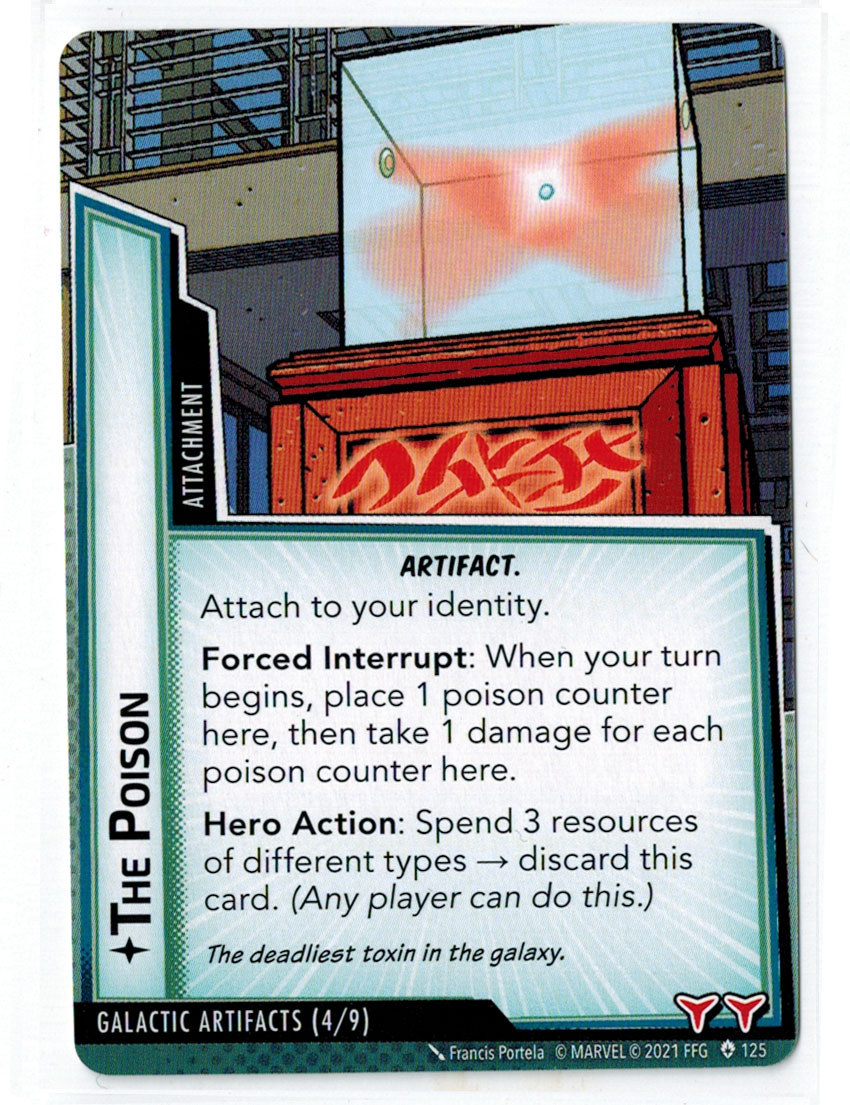 ATTACHMENT
THE POISON
ARTIFACT.
Attach to your identity.
Forced Interrupt: When your turn
begins, place 1 poison counter
here, then take 1 damage for each
poison counter here.
Hero Action: Spend 3 resources
of different types → discard this
card. (Any player can do this.)
The deadliest toxin in the galaxy.
GALACTIC ARTIFACTS (4/9)
Francis Portela © MARVEL © 2021 FFG 125